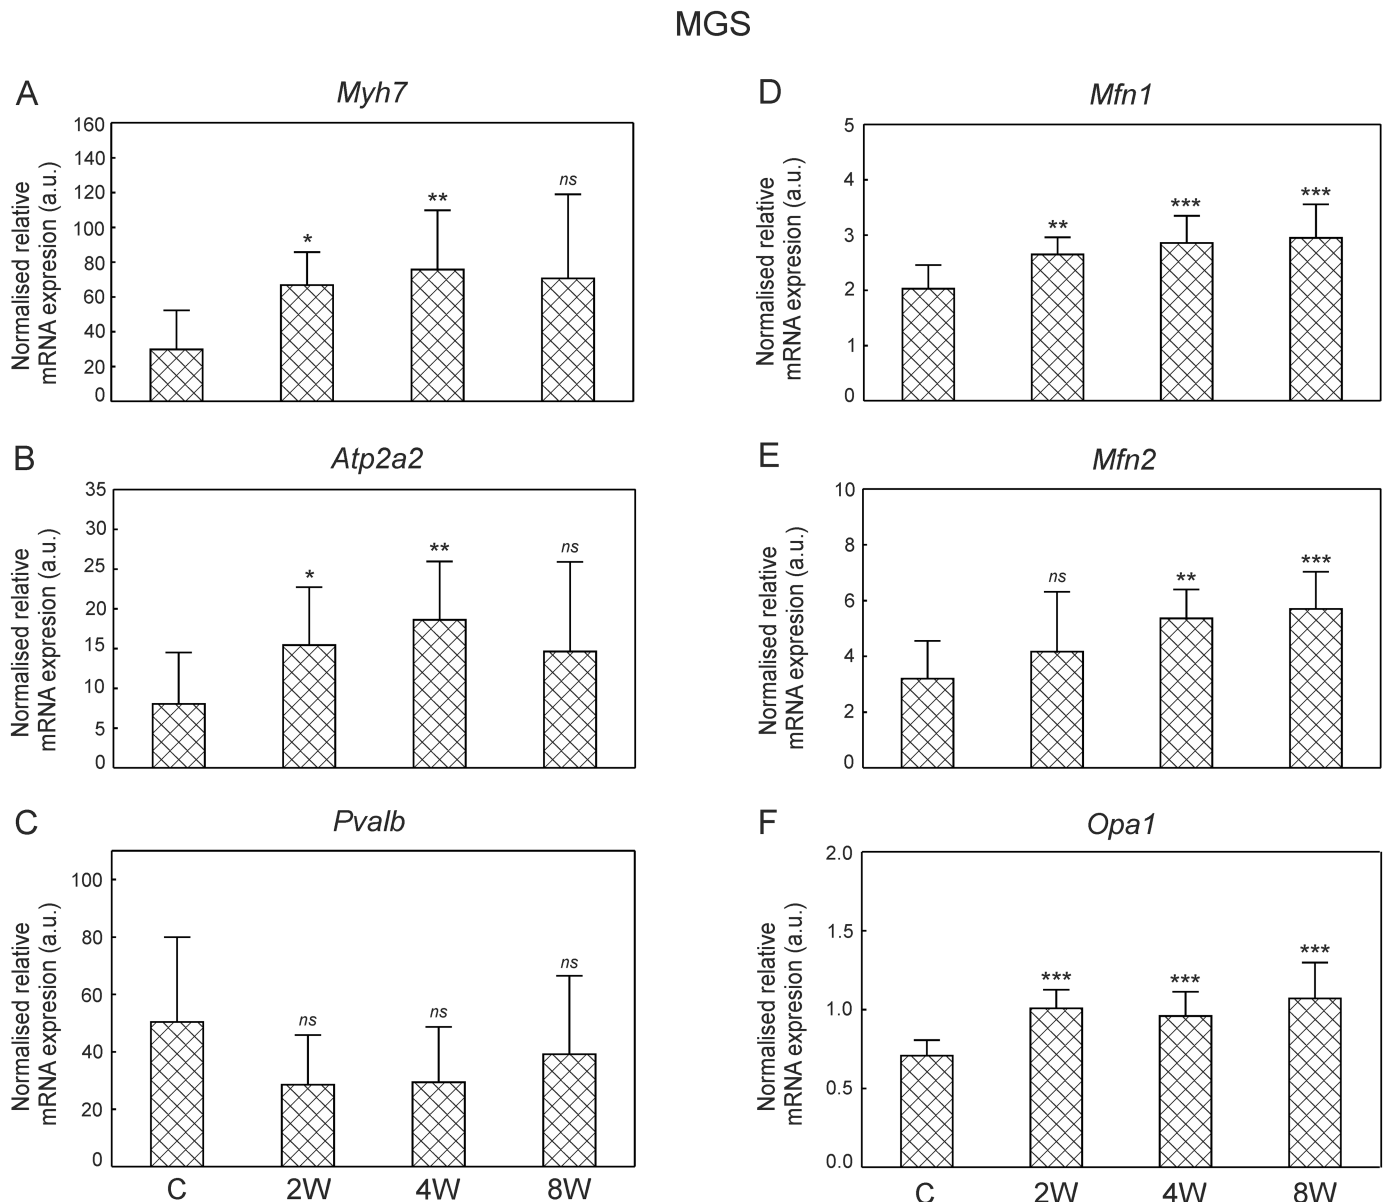 MGS
A
Myh7
Normalised relative
mRNA expresion (a.u.)
160
140
120
100
80
60
40
20
0
*
**
ns
B
Atp2a2
Normalised relative
mRNA expresion (a.u.)
35
30
25
20
15
10
5
0
*
**
ns
C
Pvalb
Normalised relative
mRNA expresion (a.u.)
100
80
60
40
20
0
ns
ns
ns
C 2W 4W 8W
D
Mfn1
Normalised relative
mRNA expresion (a.u.)
5
4
3
2
1
0
**
***
***
E
Mfn2
Normalised relative
mRNA expresion (a.u.)
10
8
6
4
2
0
ns
**
***
F
Opa1
Normalised relative
mRNA expresion (a.u.)
2.0
1.5
1.0
0.5
0.0
***
***
***
C 2W 4W 8W